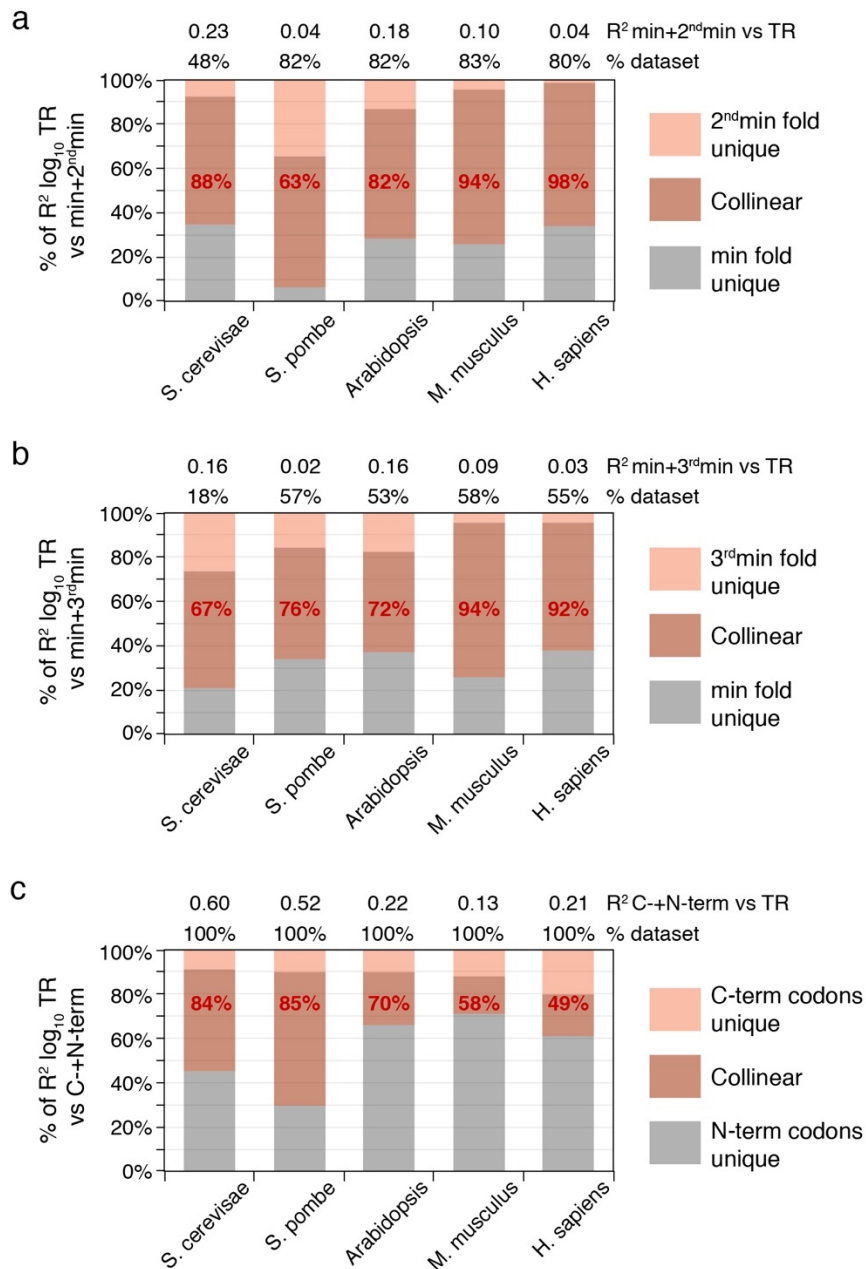 a
0.23 0.04 0.18 0.10 0.04 R² min+2ⁿᵈmin vs TR
48% 82% 82% 83% 80% % dataset
% of R² log₁₀ TR
vs min+2ⁿᵈmin
100%
80%
60%
40%
20%
0%
88% 63% 82% 94% 98%
2ⁿᵈmin fold
unique
Collinear
min fold
unique
S. cerevisae
S. pombe
Arabidopsis
M. musculus
H. sapiens
b
0.16 0.02 0.16 0.09 0.03 R² min+3ʳᵈmin vs TR
18% 57% 53% 58% 55% % dataset
% of R² log₁₀ TR
vs min+3ʳᵈmin
100%
80%
60%
40%
20%
0%
67% 76% 72% 94% 92%
3ʳᵈmin fold
unique
Collinear
min fold
unique
S. cerevisae
S. pombe
Arabidopsis
M. musculus
H. sapiens
c
0.60 0.52 0.22 0.13 0.21 R² C-+N-term vs TR
100% 100% 100% 100% 100% % dataset
% of R² log₁₀ TR
vs C-+N-term
100%
80%
60%
40%
20%
0%
84% 85% 70% 58% 49%
C-term codons
unique
Collinear
N-term codons
unique
S. cerevisae
S. pombe
Arabidopsis
M. musculus
H. sapiens